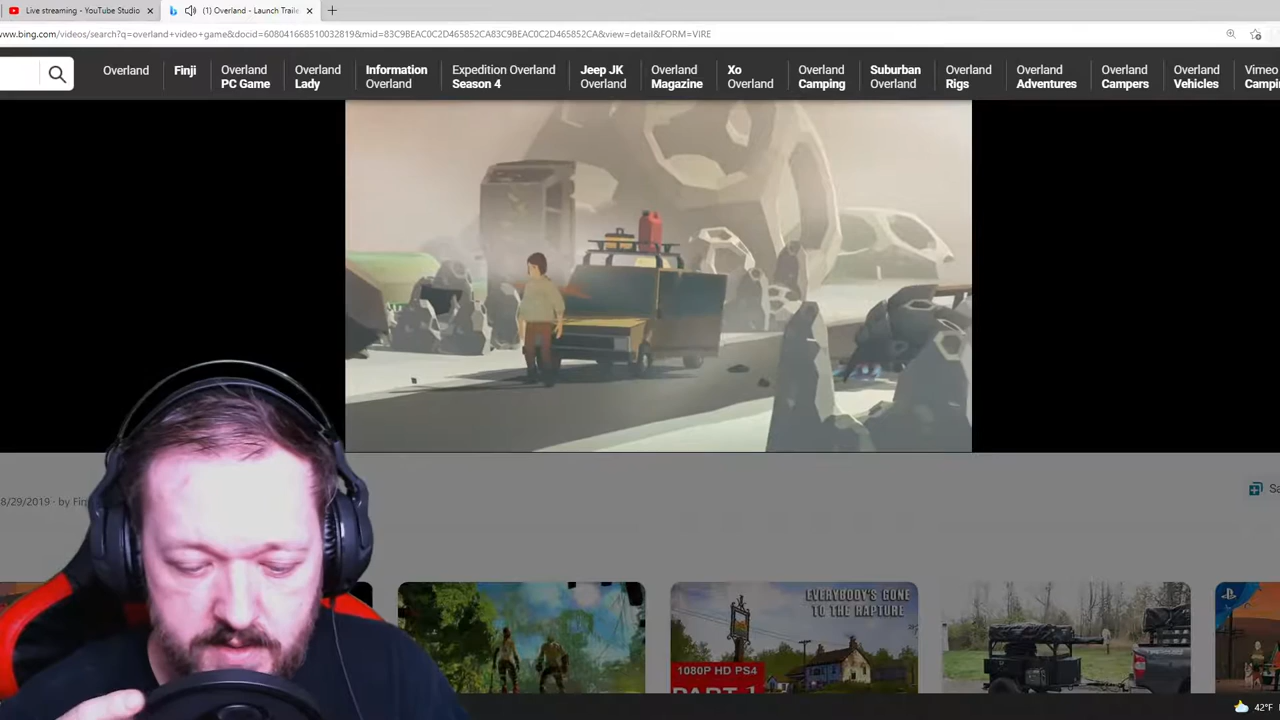 Live streaming - YouTube Studio
(1) Overland - Launch Traile
www.bing.com/videos/search?q=overland+video+game&docid=608041668510032819&mid=83C9BEAC0C2D465852CA83C9BEAC0C2D465852CA&view=detail&FORM=VIRE
Overland
Finji
Overland
PC Game
Overland
Lady
Information
Overland
Expedition Overland
Season 4
Jeep JK
Overland
Overland
Magazine
Xo
Overland
Overland
Camping
Suburban
Overland
Overland
Rigs
Overland
Adventures
Overland
Campers
Overland
Vehicles
Vimeo
Campi
8/29/2019 · by Fin
Sa
EVERYBODY'S GONE
TO THE RAPTURE
1080P HD PS4
PART 1
42°F